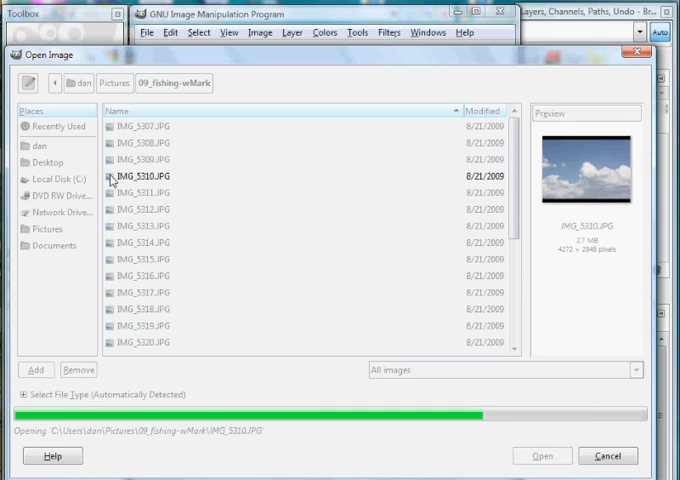 Toolbox
GNU Image Manipulation Program
Layers, Channels, Paths, Undo - Br...
File Edit Select View Image Layer Colors Tools Filters Windows Help
Auto
Open Image
dan Pictures 09_fishing-wMark
Places
Name
Modified
Preview
Recently Used
dan
Desktop
Local Disk (C:)
DVD RW Drive...
Network Drive...
Pictures
Documents
IMG_5307.JPG 8/21/2009
IMG_5308.JPG 8/21/2009
IMG_5309.JPG 8/21/2009
IMG_5310.JPG 8/21/2009
IMG_5311.JPG 8/21/2009
IMG_5312.JPG 8/21/2009
IMG_5313.JPG 8/21/2009
IMG_5314.JPG 8/21/2009
IMG_5315.JPG 8/21/2009
IMG_5316.JPG 8/21/2009
IMG_5317.JPG 8/21/2009
IMG_5318.JPG 8/21/2009
IMG_5319.JPG 8/21/2009
IMG_5320.JPG 8/21/2009
IMG_5310.JPG
2.7 MB
4272 × 2848 pixels
Add Remove
All images
Select File Type (Automatically Detected)
Opening 'C:\Users\dan\Pictures\09_fishing-wMark\IMG_5310.JPG'
Help Open Cancel